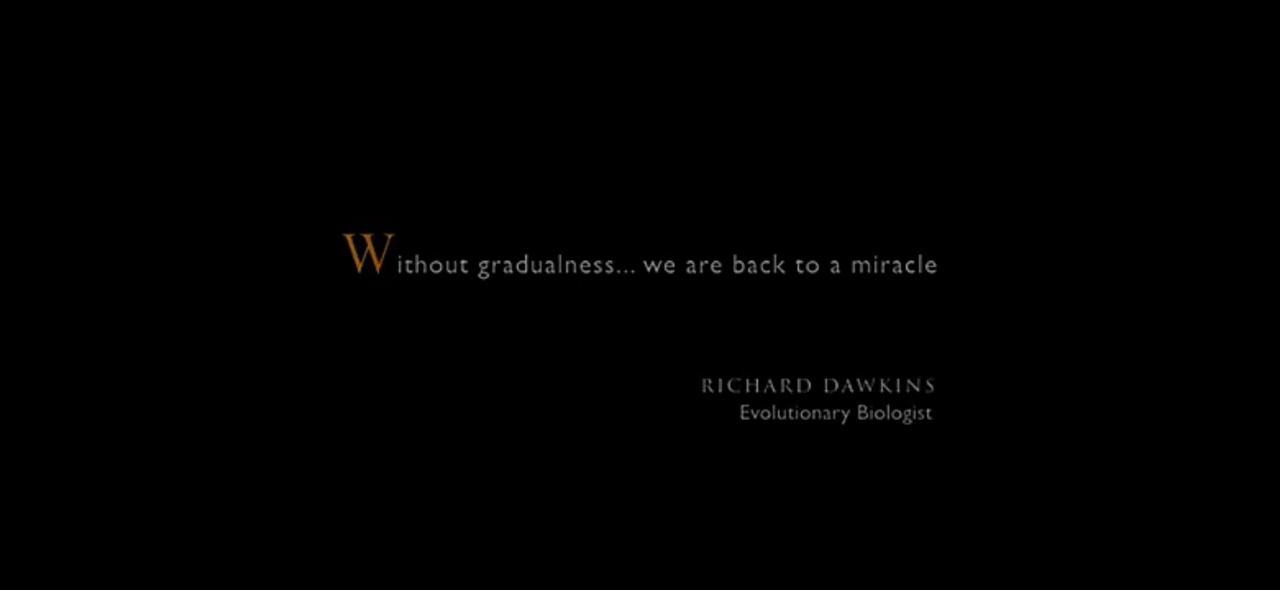 Without gradualness... we are back to a miracle
RICHARD DAWKINS
Evolutionary Biologist